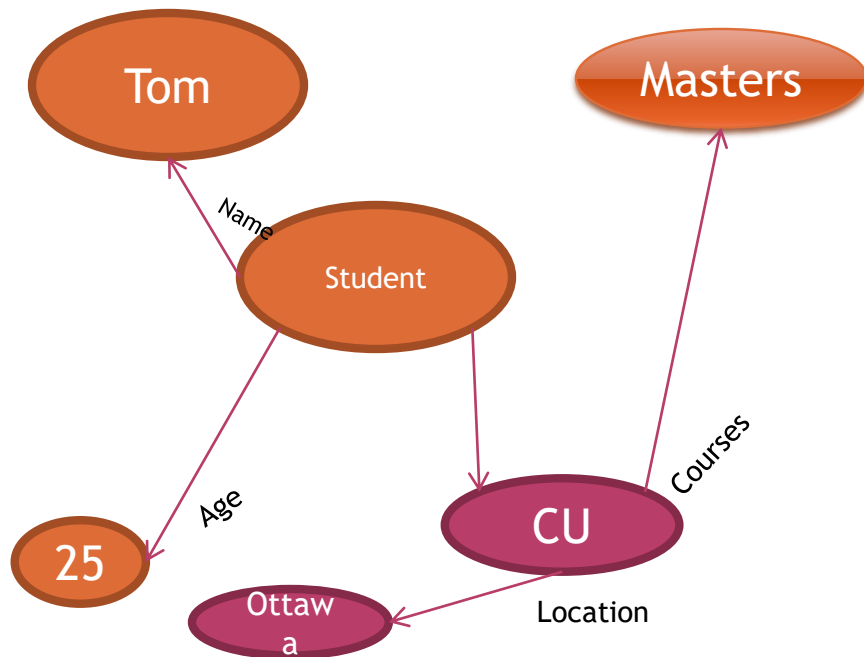 Tom
Masters
Name
Student
Courses
Age
CU
25
Ottaw
a
Location